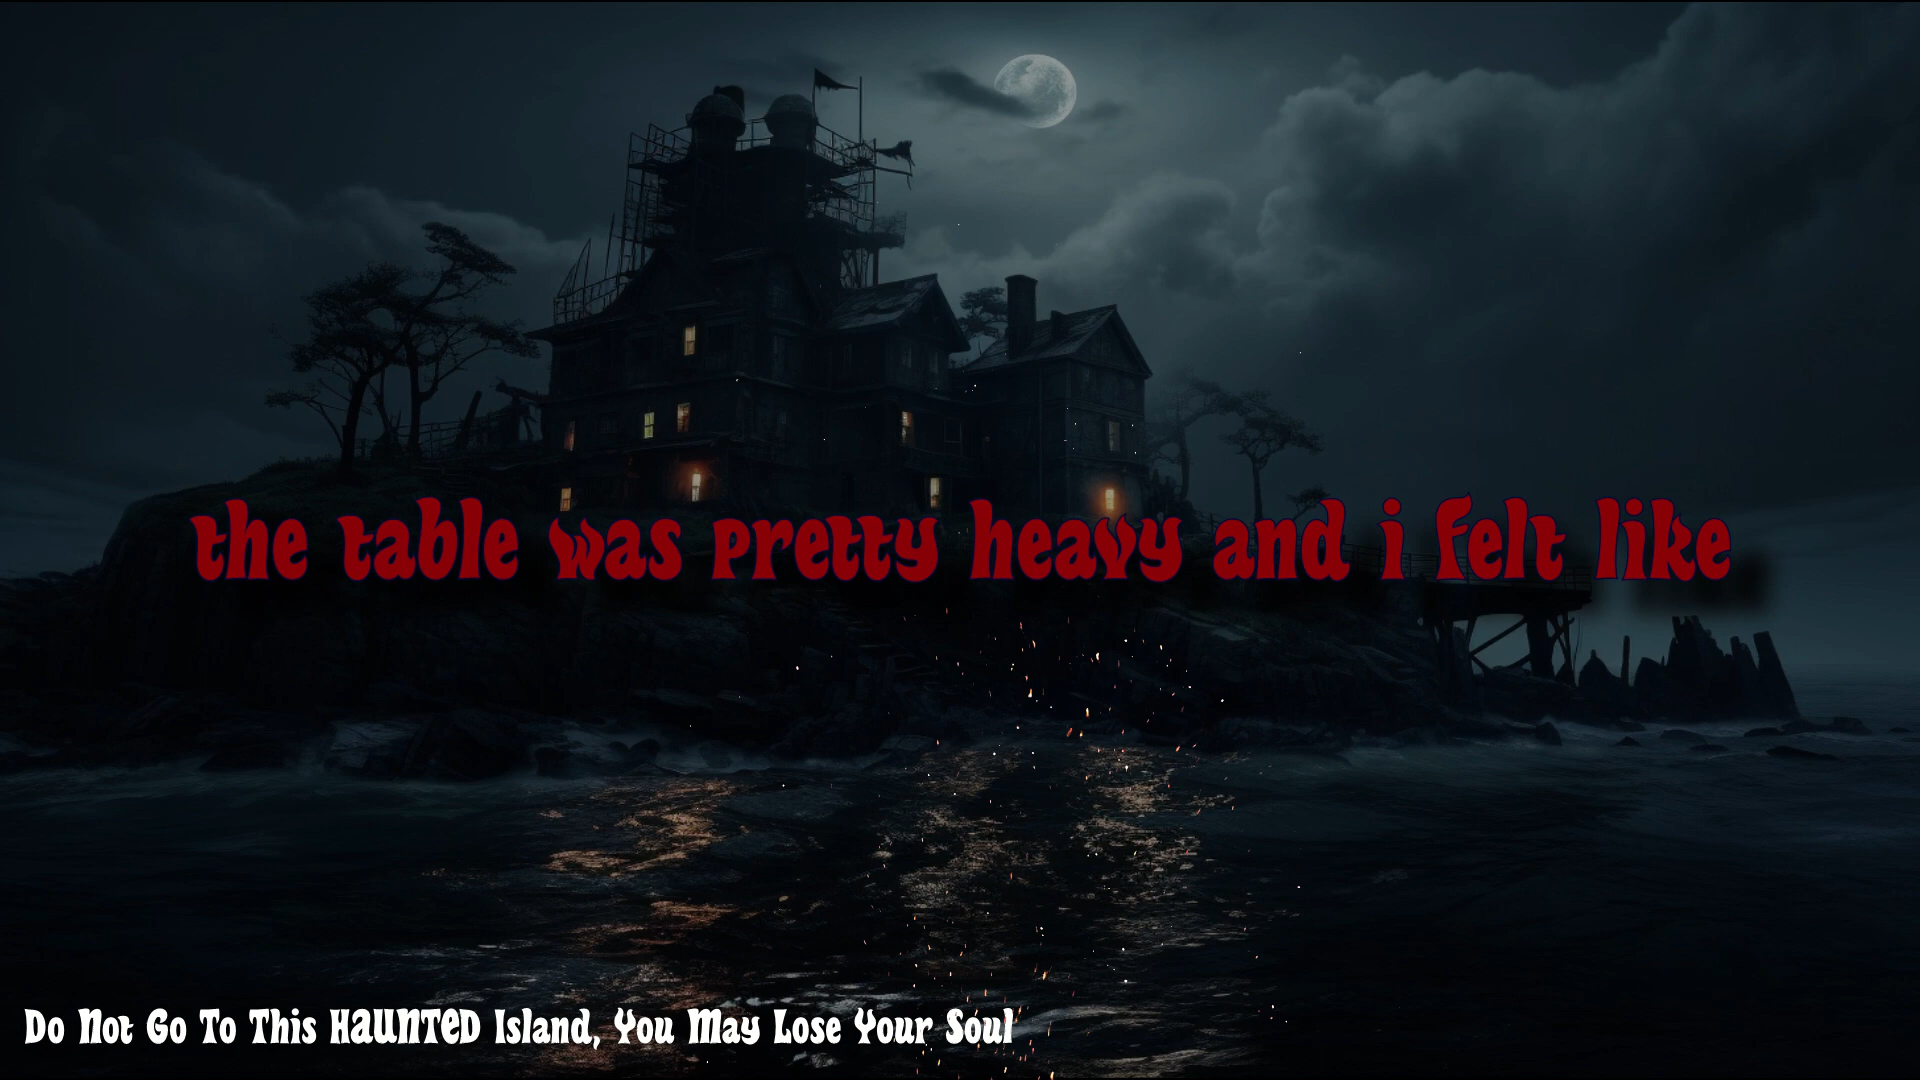 the table was pretty heavy and i felt like
Do Not Go To This HAUNTED Island, You May Lose Your Soul